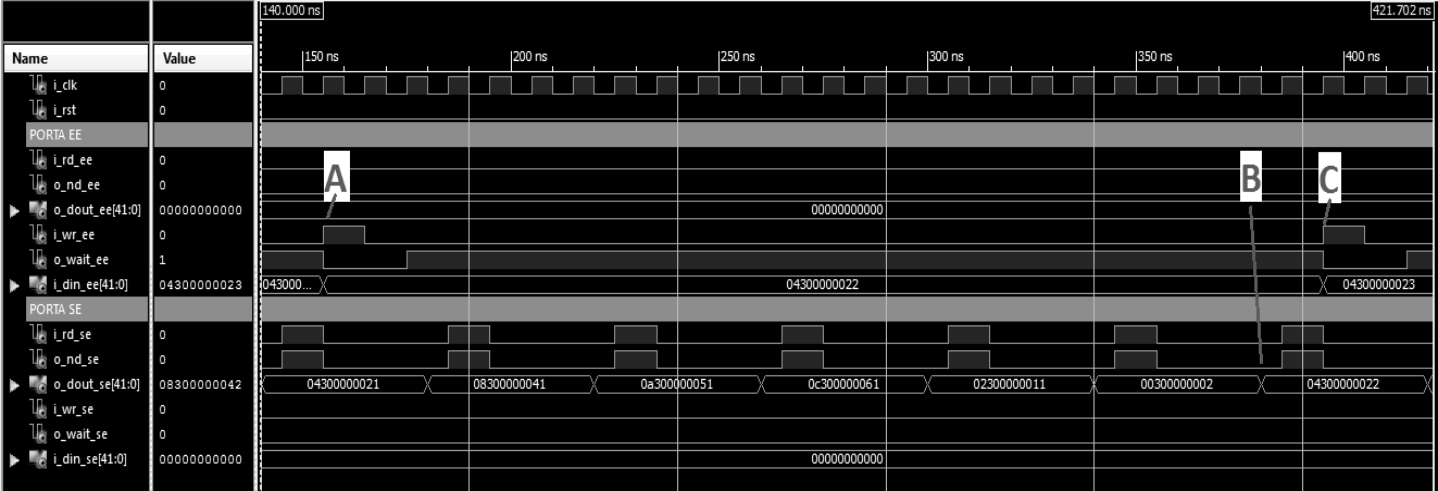 140.000 ns 421.702 ns
150 ns 200 ns 250 ns 300 ns 350 ns 400 ns
Name Value
i_clk 0
i_rst 0
PORTA EE
i_rd_ee 0
A B C
o_nd_ee 0
o_dout_ee[41:0] 00000000000 00000000000
i_wr_ee 0
o_wait_ee 1
i_din_ee[41:0] 04300000023 043000... 04300000022 04300000023
PORTA SE
i_rd_se 0
o_nd_se 0
o_dout_se[41:0] 08300000042 04300000021 08300000041 0a300000051 0c300000061 02300000011 00300000002 04300000022
i_wr_se 0
o_wait_se 0
i_din_se[41:0] 00000000000 00000000000